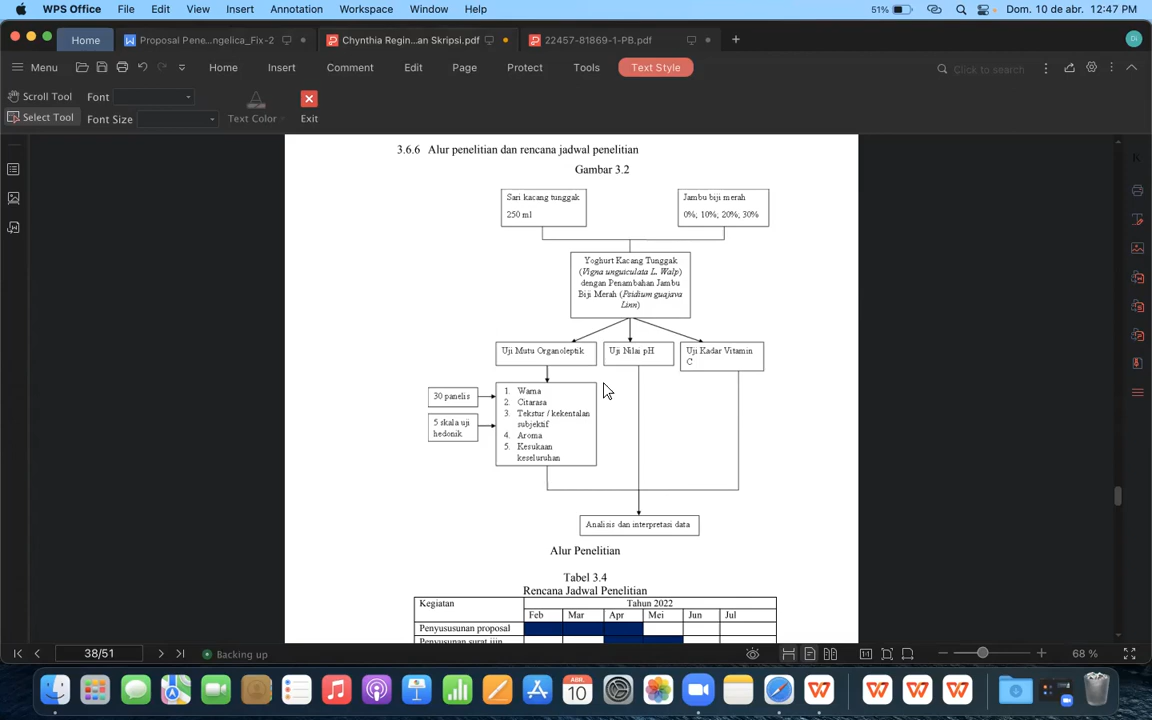 WPS Office File Edit View Insert Annotation Workspace Window Help 51% Dom. 10 de abr. 12:47 PM
Home Proposal Pene...ngelica_Fix-2 Chynthia Regin...an Skripsi.pdf 22457-81869-1-PB.pdf + Di
Menu Home Insert Comment Edit Page Protect Tools Text Style Click to search
Scroll Tool Font
Select Tool Font Size Text Color Exit
3.6.6 Alur penelitian dan rencana jadwal penelitian
Gambar 3.2
Sari kacang tunggak
250 ml
Jambu biji merah
0%; 10%; 20%; 30%
Yoghurt Kacang Tunggak
(Vigna unguiculata L. Walp)
dengan Penambahan Jambu
Biji Merah (Psidium guajava
Linn)
Uji Mutu Organoleptik
Uji Nilai pH
Uji Kadar Vitamin
C
30 panelis
5 skala uji
hedonik
1. Warna
2. Citarasa
3. Tekstur / kekentalan
subjektif
4. Aroma
5. Kesukaan
keseluruhan
Analisis dan interpretasi data
Alur Penelitian
Tabel 3.4
Rencana Jadwal Penelitian
Kegiatan Tahun 2022
Feb Mar Apr Mei Jun Jul
Penyususunan proposal
Penyusunan surat ijin
38/51 Backing up 68 %
ABR.
10